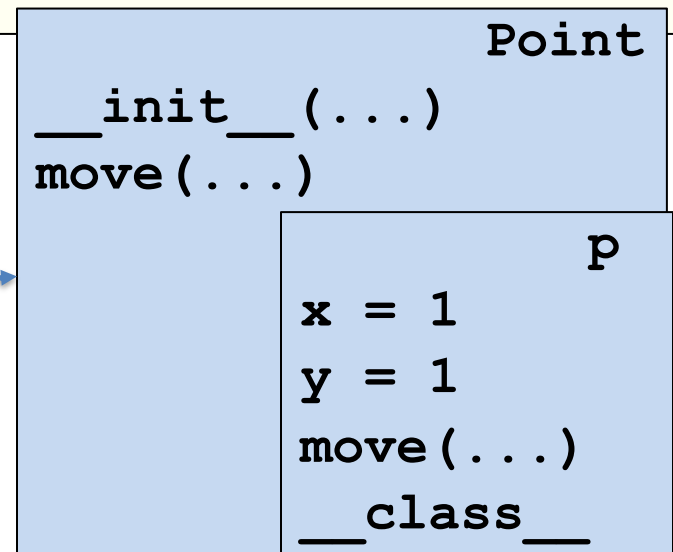 Point
__init__(...)
move(...)
p
x = 1
y = 1
move(...)
__class__